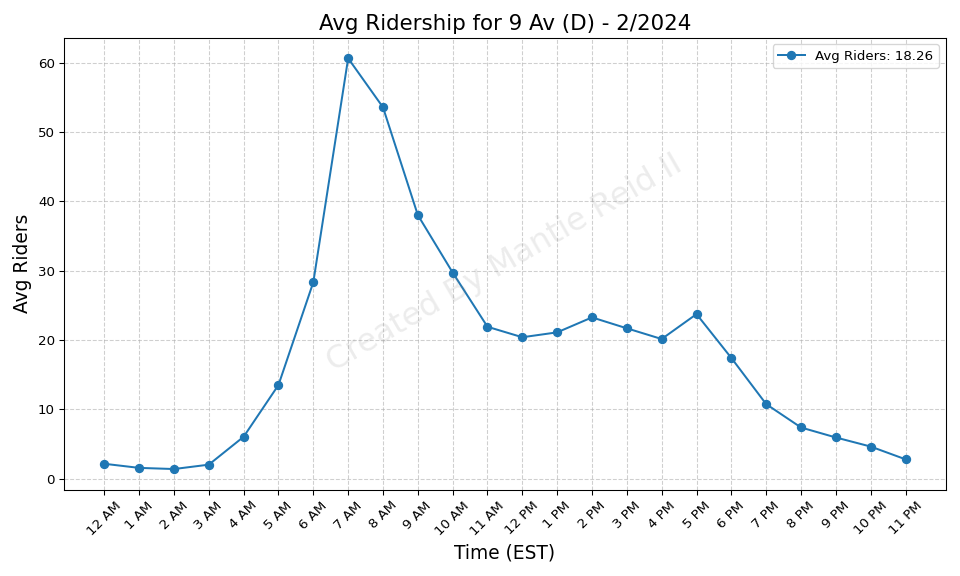 Avg Ridership for 9 Av (D) - 2/2024
Avg Riders: 18.26
Avg Riders
60
50
40
30
20
10
0
Created By Mantie Reid II
12 AM
1 AM
2 AM
3 AM
4 AM
5 AM
6 AM
7 AM
8 AM
9 AM
10 AM
11 AM
12 PM
1 PM
2 PM
3 PM
4 PM
5 PM
6 PM
7 PM
8 PM
9 PM
10 PM
11 PM
Time (EST)